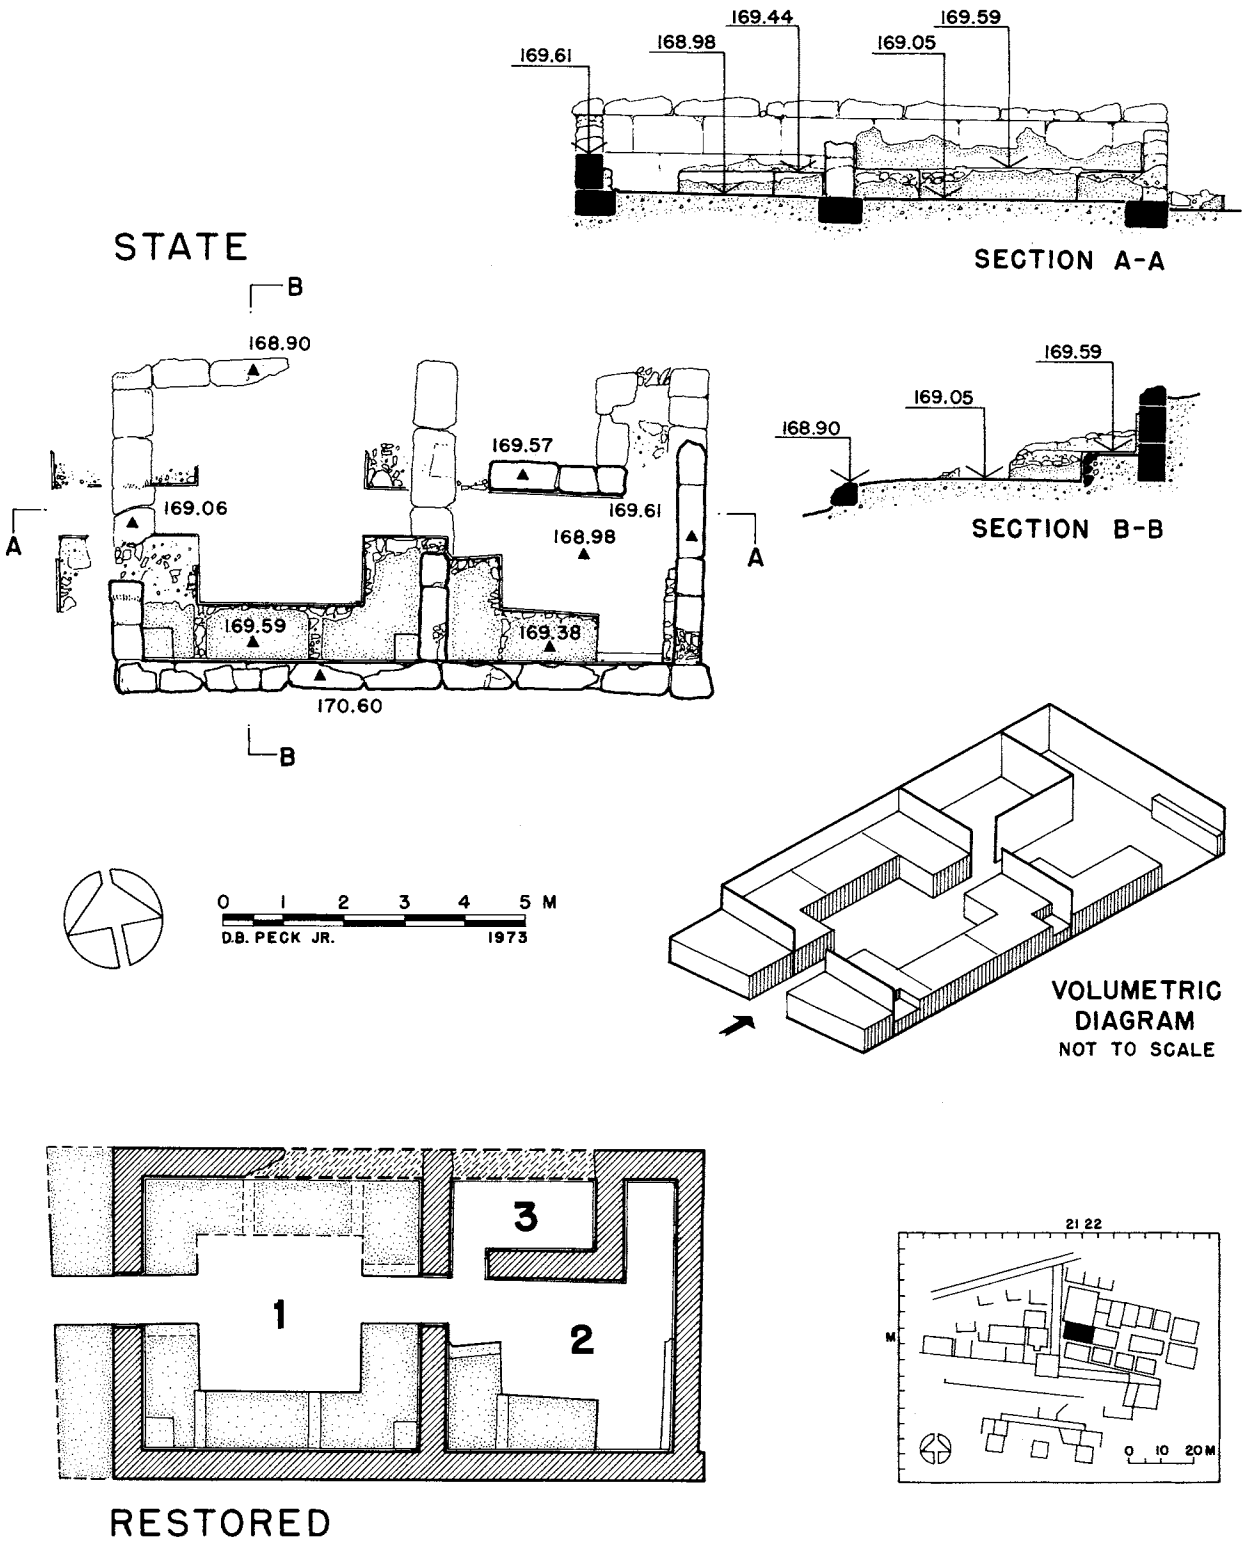 169.44
169.59
168.98
169.05
169.61
SECTION A-A
STATE
B
168.90
169.59
169.05
168.90
169.57
169.06
169.61
A
168.98
A
SECTION B-B
169.59
169.38
170.60
B
0 1 2 3 4 5 M
D.B. PECK JR. 1973
VOLUMETRIC
DIAGRAM
NOT TO SCALE
3
1
2
21 22
M
0 10 20 M
RESTORED